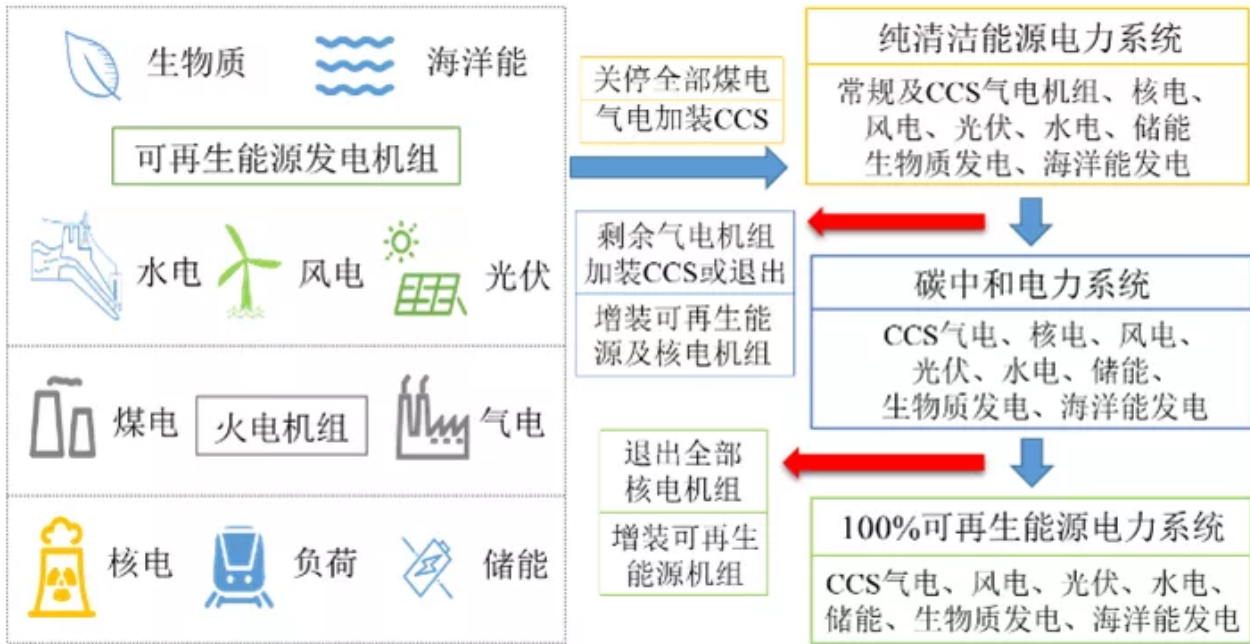 生物质
海洋能
可再生能源发电机组
水电
风电
光伏
煤电
火电机组
气电
核电
负荷
储能
关停全部煤电
气电加装CCS
纯清洁能源电力系统
常规及CCS气电机组、核电、
风电、光伏、水电、储能
生物质发电、海洋能发电
剩余气电机组
加装CCS或退出
增装可再生能
源及核电机组
碳中和电力系统
CCS气电、核电、风电、
光伏、水电、储能、
生物质发电、海洋能发电
退出全部
核电机组
增装可再生
能源机组
100%可再生能源电力系统
CCS气电、风电、光伏、水电、
储能、生物质发电、海洋能发电